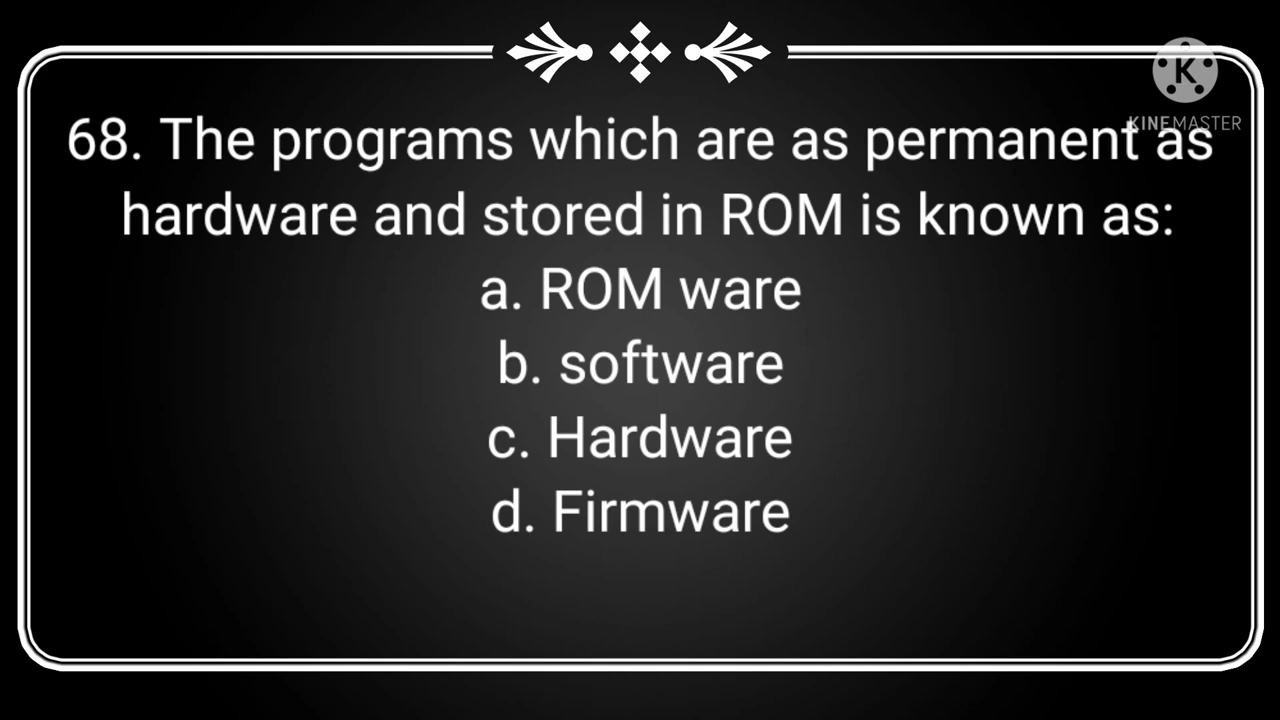 K
KINEMASTER
68. The programs which are as permanent as
hardware and stored in ROM is known as:
a. ROM ware
b. software
c. Hardware
d. Firmware